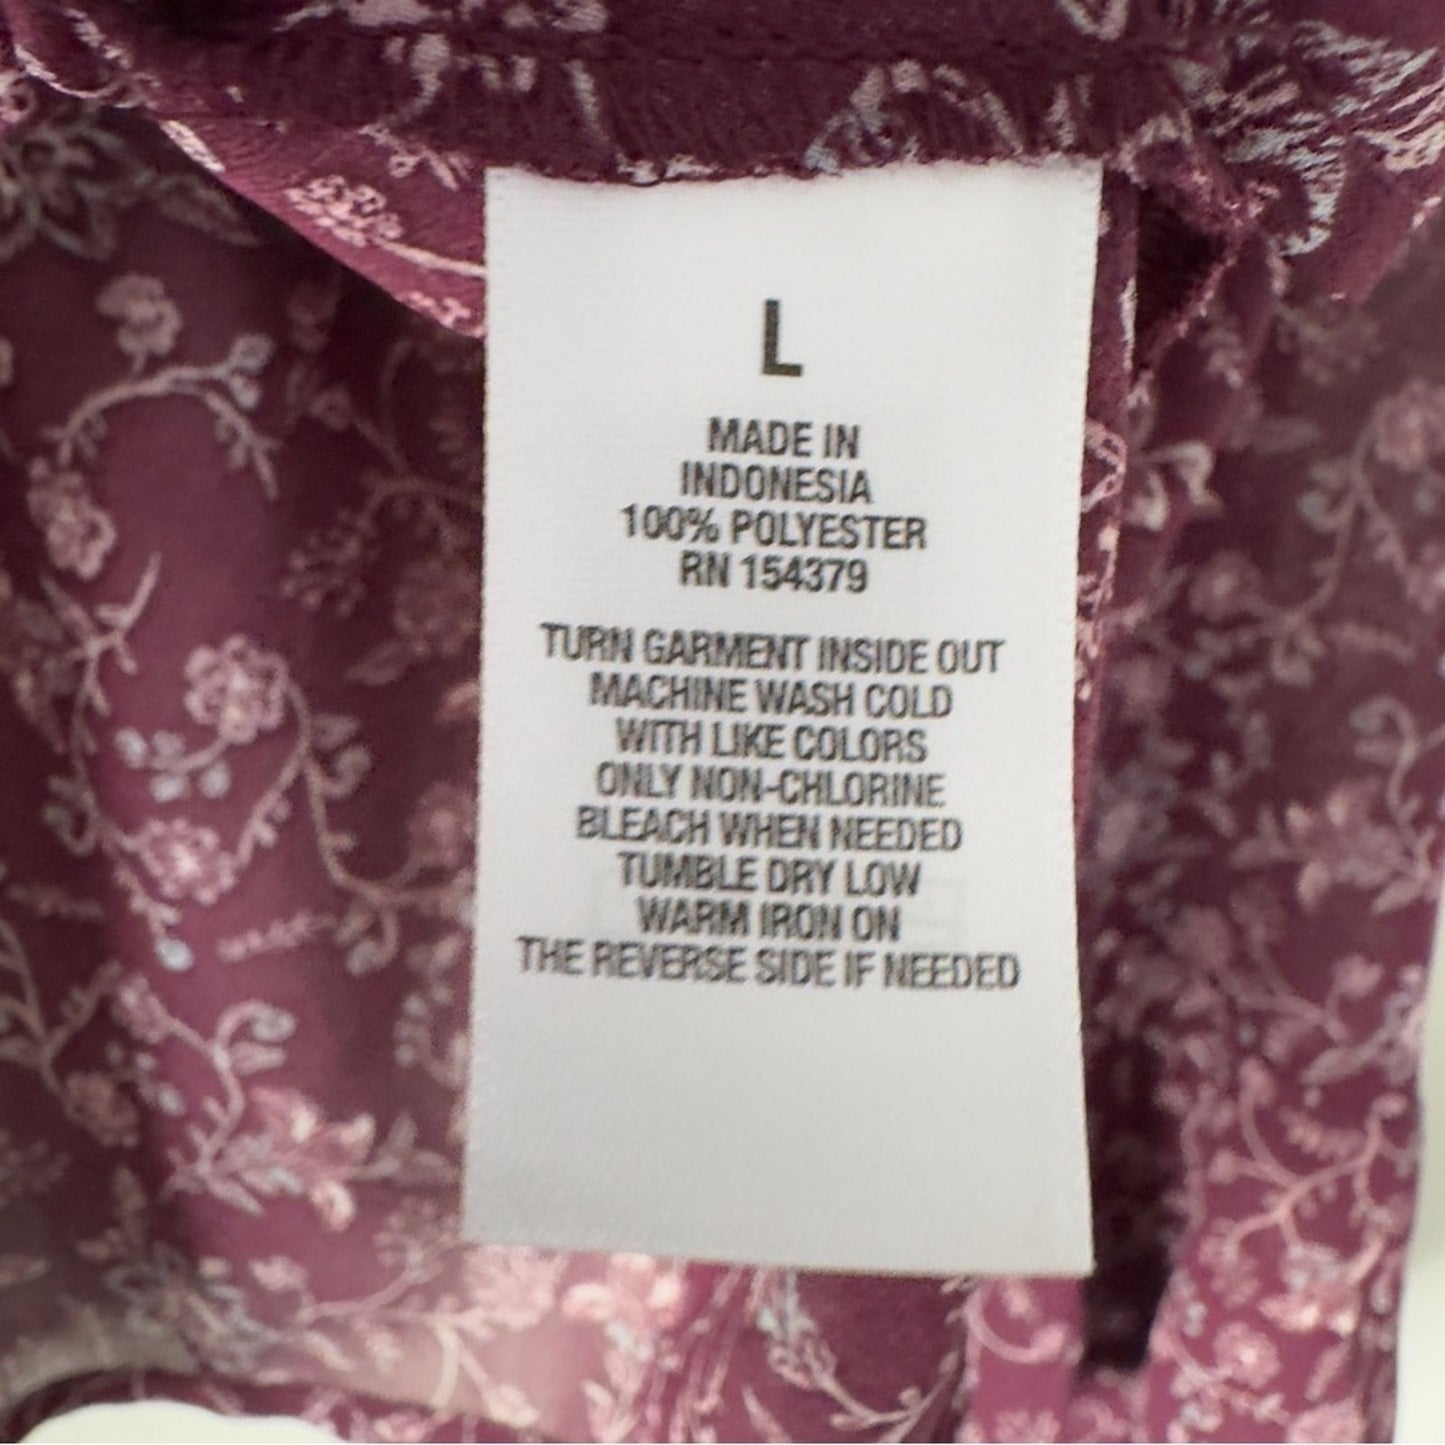 L
MADE IN
INDONESIA
100% POLYESTER
RN 154379
TURN GARMENT INSIDE OUT
MACHINE WASH COLD
WITH LIKE COLORS
ONLY NON-CHLORINE
BLEACH WHEN NEEDED
TUMBLE DRY LOW
WARM IRON ON
THE REVERSE SIDE IF NEEDED